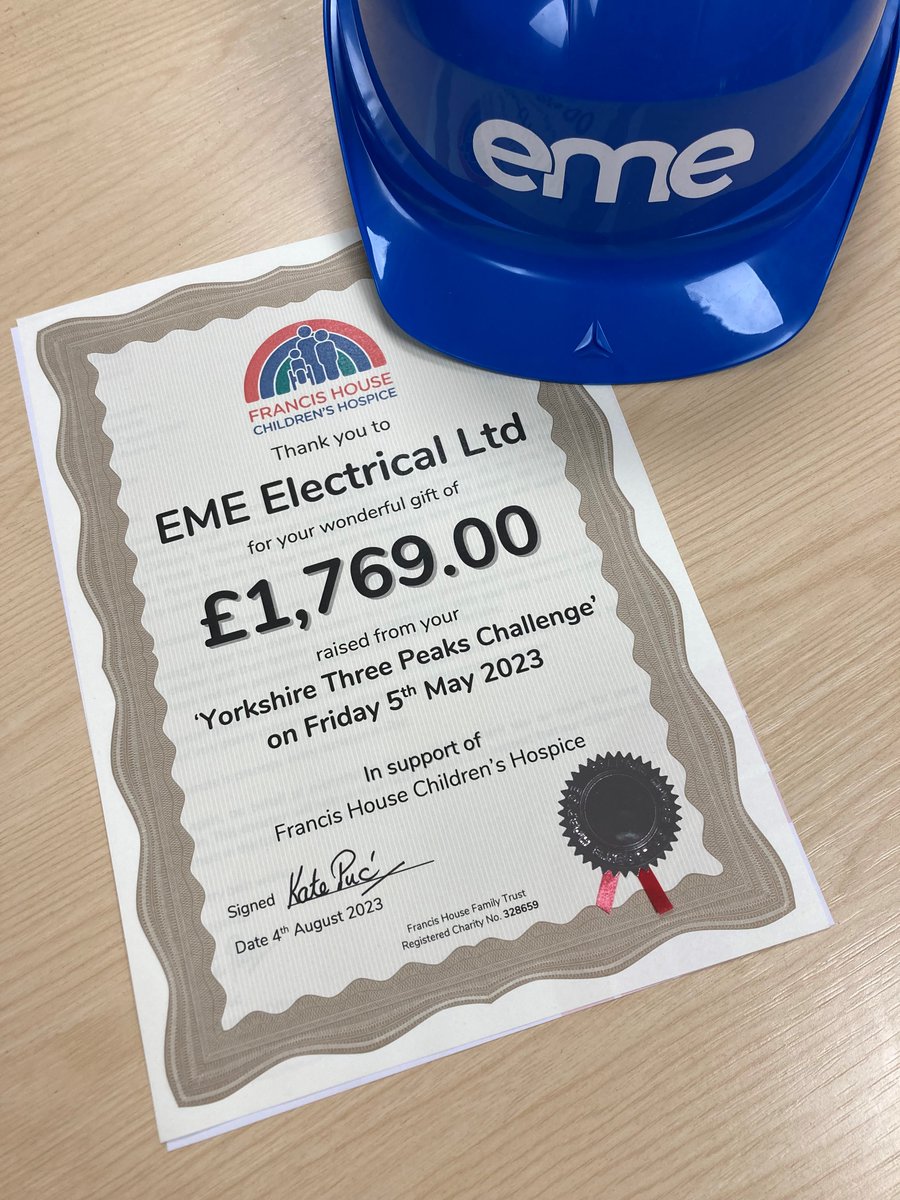 eme
FRANCIS HOUSE
CHILDREN'S HOSPICE
Thank you to
EME Electrical Ltd
for your wonderful gift of
£1,769.00
raised from your
‘Yorkshire Three Peaks Challenge’
on Friday 5th May 2023
In support of
Francis House Children’s Hospice
Signed Kate Puc
Date 4th August 2023
Francis House Family Trust
Registered Charity No. 328659